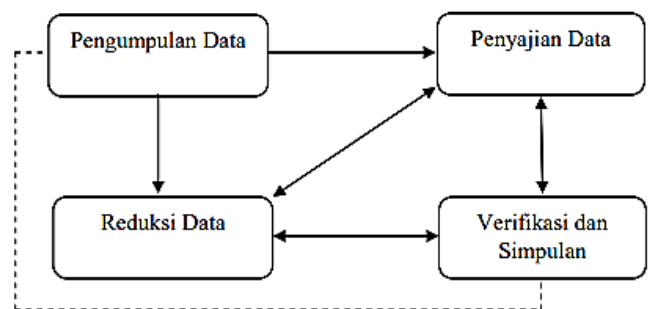 Pengumpulan Data
Penyajian Data
Reduksi Data
Verifikasi dan
Simpulan